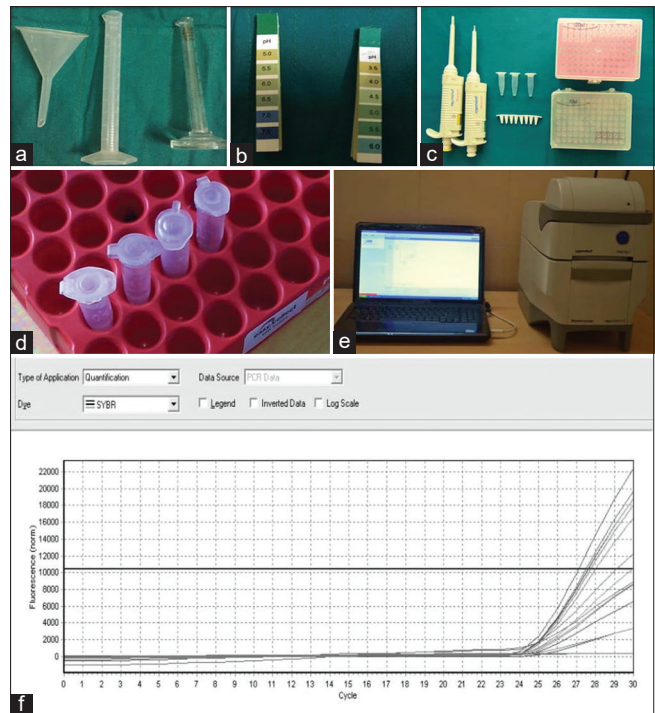 a
b
pH
5.0
5.5
6.0
6.5
7.0
7.5
pH
3.5
4.0
4.5
5.0
5.5
6.0
c
d
e
Type of Application Quantification Data Source PCR Data
Dye SYBR Legend Inverted Data Log Scale
Fluorescence (norm)
22000
20000
18000
16000
14000
12000
10000
8000
6000
4000
2000
0
0 1 2 3 4 5 6 7 8 9 10 11 12 13 14 15 16 17 18 19 20 21 22 23 24 25 26 27 28 29 30
Cycle
f